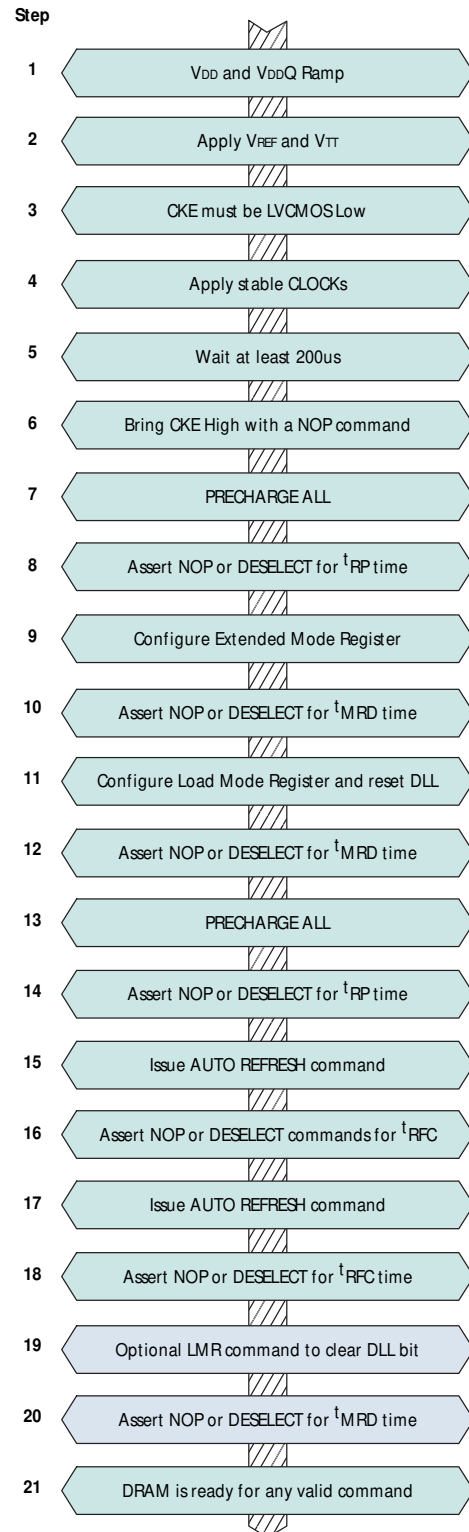 Step
1 VDD and VDDQ Ramp
2 Apply VREF and VTT
3 CKE must be LVCMOS Low
4 Apply stable CLOCKs
5 Wait at least 200us
6 Bring CKE High with a NOP command
7 PRECHARGE ALL
8 Assert NOP or DESELECT for tRP time
9 Configure Extended Mode Register
10 Assert NOP or DESELECT for tMRD time
11 Configure Load Mode Register and reset DLL
12 Assert NOP or DESELECT for tMRD time
13 PRECHARGE ALL
14 Assert NOP or DESELECT for tRP time
15 Issue AUTO REFRESH command
16 Assert NOP or DESELECT commands for tRFC
17 Issue AUTO REFRESH command
18 Assert NOP or DESELECT for tRFC time
19 Optional LMR command to clear DLL bit
20 Assert NOP or DESELECT for tMRD time
21 DRAM is ready for any valid command